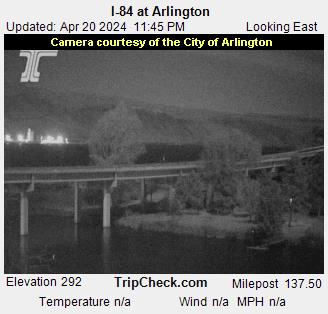 I-84 at Arlington
Updated: Apr 20 2024 11:45 PM Looking East
Camera courtesy of the City of Arlington
Elevation 292 TripCheck.com Milepost 137.50
Temperature n/a Wind n/a MPH n/a